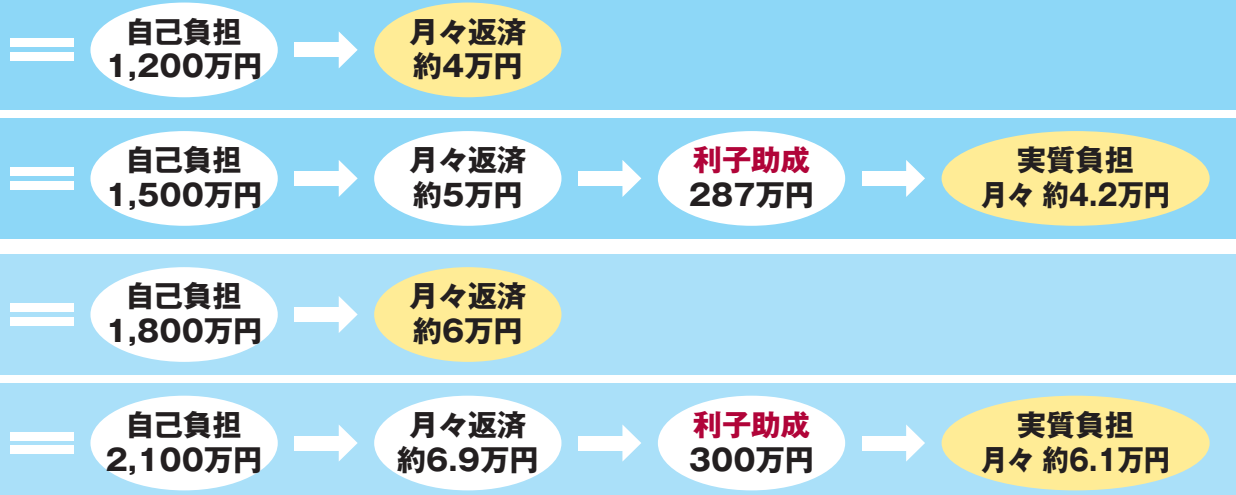 自己負担
1,200万円
月々返済
約4万円
自己負担
1,500万円
月々返済
約5万円
利子助成
287万円
実質負担
月々 約4.2万円
自己負担
1,800万円
月々返済
約6万円
自己負担
2,100万円
月々返済
約6.9万円
利子助成
300万円
実質負担
月々 約6.1万円